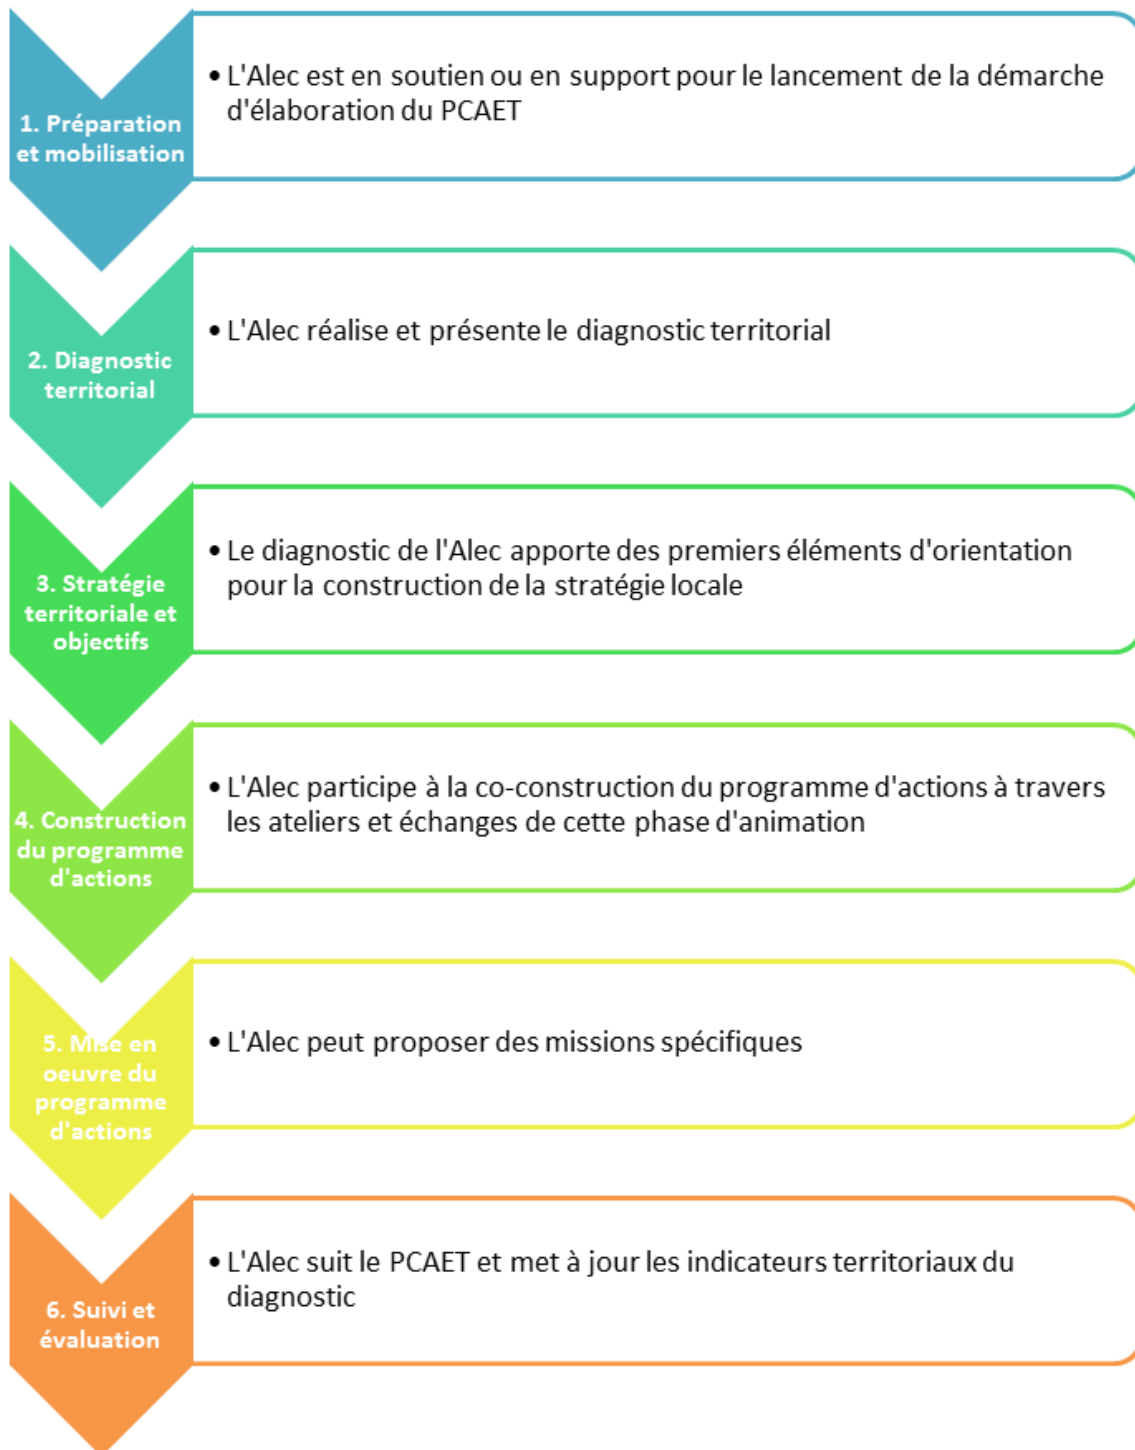 1. Préparation
et mobilisation
• L'Alec est en soutien ou en support pour le lancement de la démarche
d'élaboration du PCAET
2. Diagnostic
territorial
• L'Alec réalise et présente le diagnostic territorial
3. Stratégie
territoriale et
objectifs
• Le diagnostic de l'Alec apporte des premiers éléments d'orientation
pour la construction de la stratégie locale
4. Construction
du programme
d'actions
• L'Alec participe à la co-construction du programme d'actions à travers
les ateliers et échanges de cette phase d'animation
5. Mise en
oeuvre du
programme
d'actions
• L'Alec peut proposer des missions spécifiques
6. Suivi et
évaluation
• L'Alec suit le PCAET et met à jour les indicateurs territoriaux du
diagnostic